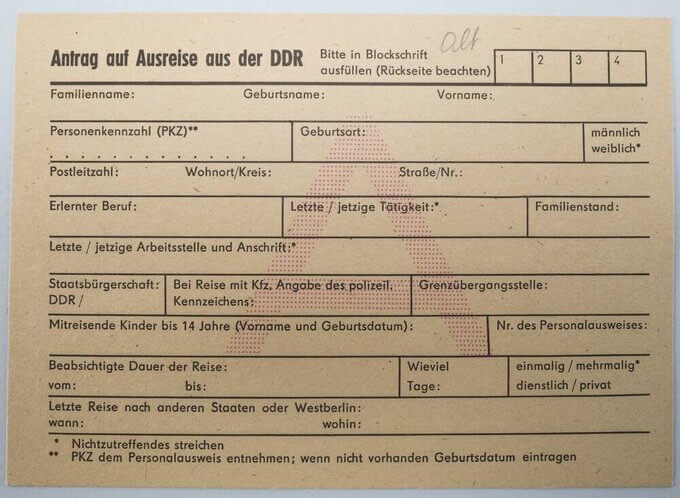 alt
Antrag auf Ausreise aus der DDR
Bitte in Blockschrift
ausfüllen (Rückseite beachten)
1 2 3 4
Familienname: Geburtsname: Vorname:
Personenkennzahl (PKZ)** Geburtsort: männlich
weiblich*
Postleitzahl: Wohnort/Kreis: Straße/Nr.:
Erlernter Beruf: Letzte / jetzige Tätigkeit:* Familienstand:
Letzte / jetzige Arbeitsstelle und Anschrift:*
Staatsbürgerschaft: Bei Reise mit Kfz. Angabe des polizeil. Grenzübergangsstelle:
DDR / Kennzeichens:
Mitreisende Kinder bis 14 Jahre (Vorname und Geburtsdatum): Nr. des Personalausweises:
Beabsichtigte Dauer der Reise: Wieviel einmalig / mehrmalig*
vom: bis: Tage: dienstlich / privat
Letzte Reise nach anderen Staaten oder Westberlin:
wann: wohin:
* Nichtzutreffendes streichen
** PKZ dem Personalausweis entnehmen; wenn nicht vorhanden Geburtsdatum eintragen
A